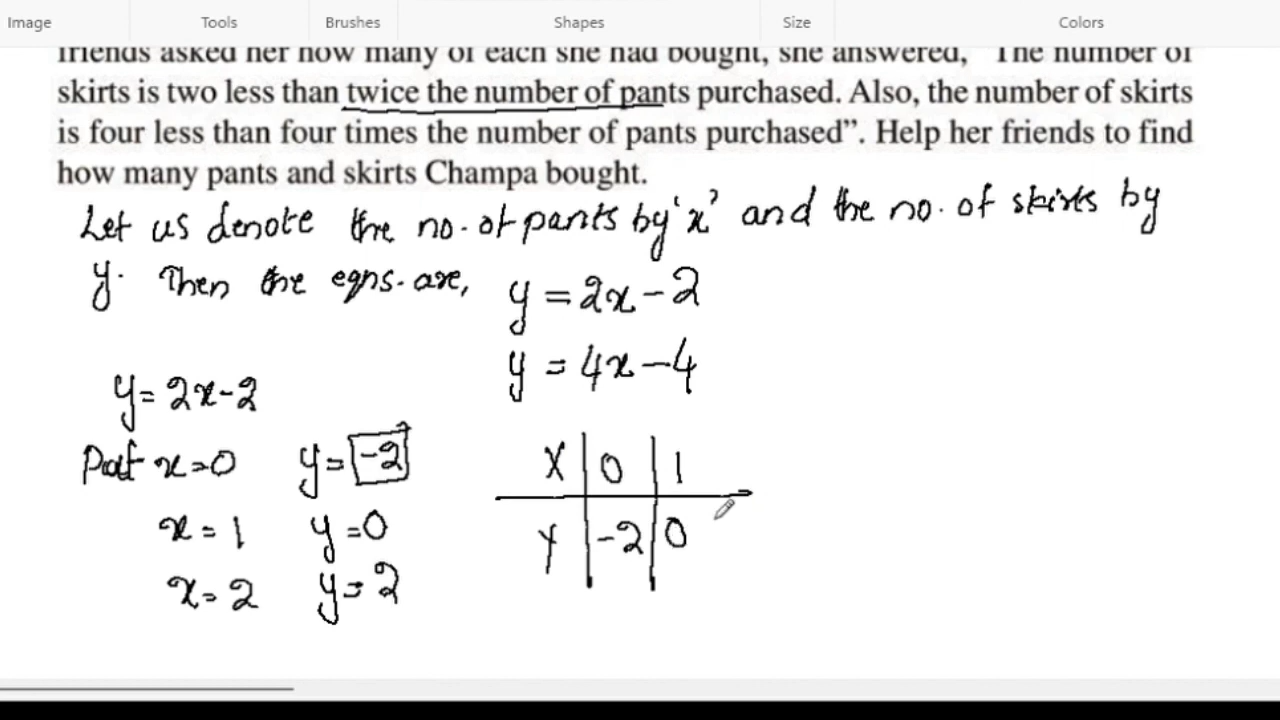 Image Tools Brushes Shapes Size Colors
friends asked her how many of each she had bought, she answered, "The number of
skirts is two less than twice the number of pants purchased. Also, the number of skirts
is four less than four times the number of pants purchased”. Help her friends to find
how many pants and skirts Champa bought.
Let us denote the no. of pants by 'x' and the no. of skirts by
y. Then the eqns. are, y = 2x - 2
y = 4x - 4
y = 2x - 2
Put x = 0 y = -2
x = 1 y = 0
x = 2 y = 2
X 0 1
Y -2 0